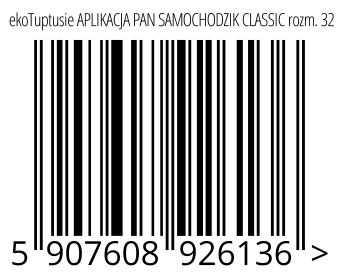 ekoTuptusie APLIKACJA PAN SAMOCHODZIK CLASSIC rozm. 32
5 907608 926136 >